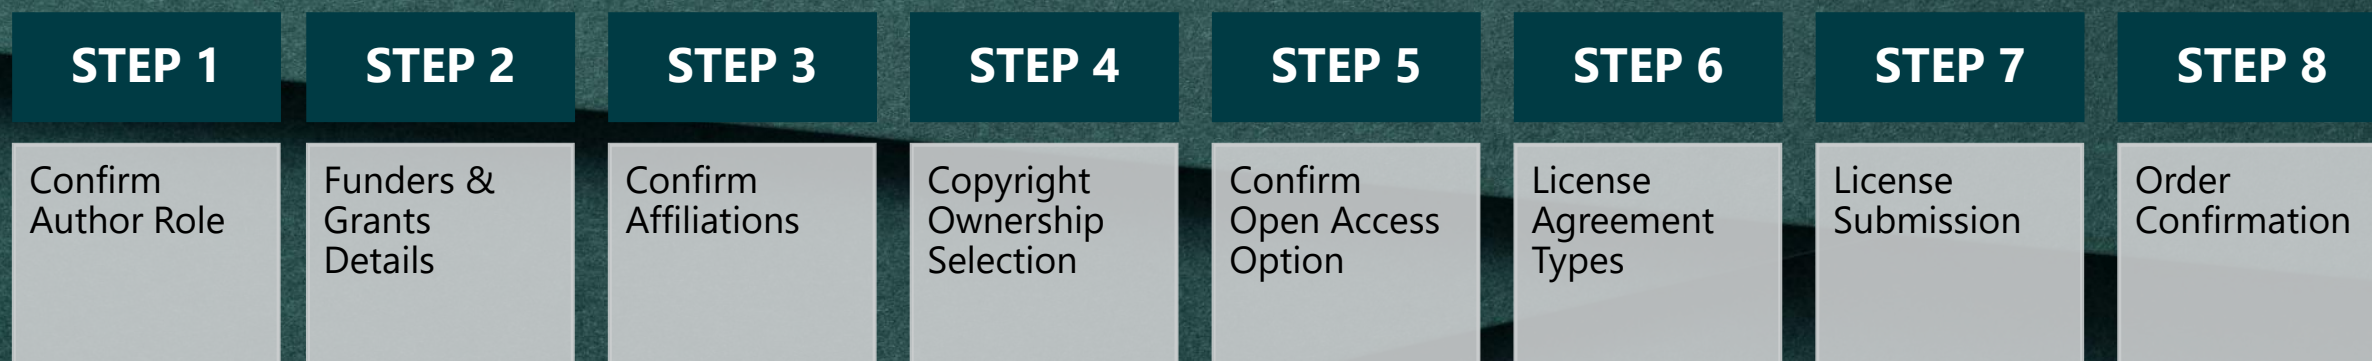 STEP 1
Confirm
Author Role
STEP 2
Funders &
Grants
Details
STEP 3
Confirm
Affiliations
STEP 4
Copyright
Ownership
Selection
STEP 5
Confirm
Open Access
Option
STEP 6
License
Agreement
Types
STEP 7
License
Submission
STEP 8
Order
Confirmation